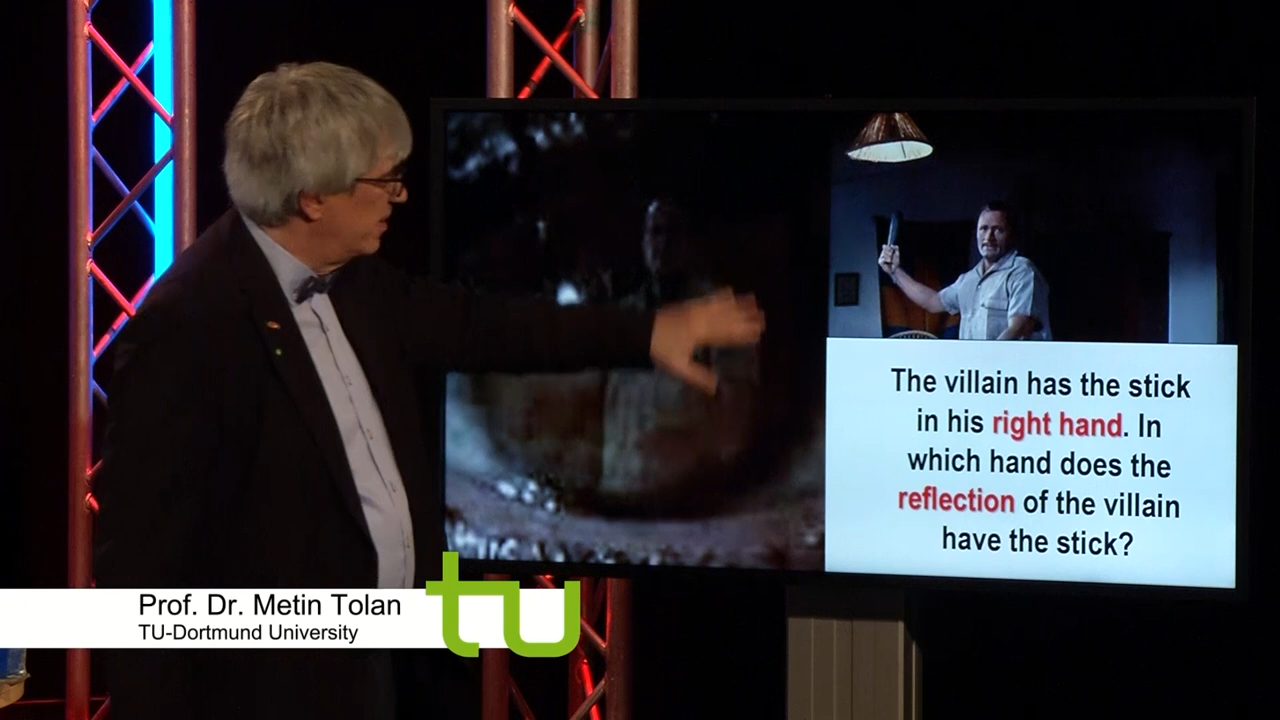 The villain has the stick
in his right hand. In
which hand does the
reflection of the villain
have the stick?
Prof. Dr. Metin Tolan
TU-Dortmund University
tu